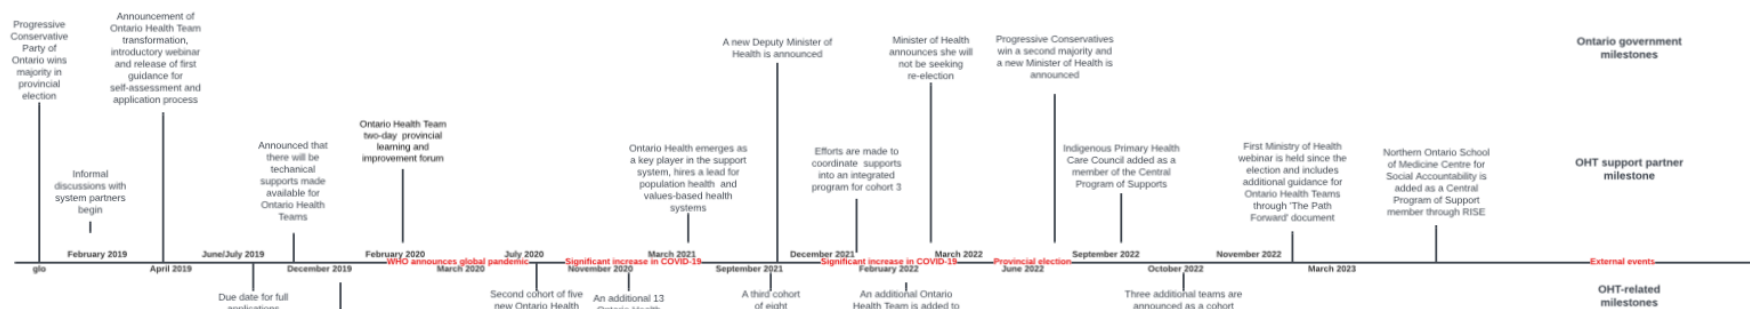 Progressive
Conservative
Party of
Ontario wins
majority in
provincial
election
Announcement of
Ontario Health Team
transformation,
introductory webinar
and release of first
guidance for
self-assessment and
application process
A new Deputy Minister of
Health is announced
Minister of Health
announces she will
not be seeking
re-election
Progressive Conservatives
win a second majority and
a new Minister of Health is
announced
Ontario government
milestones
Informal
discussions with
system partners
begin
Announced that
there will be
techanical
supports made
available for
Ontario Health
Teams
Ontario Health Team
two-day provincial
learning and
improvement forum
Ontario Health emerges as
a key player in the support
system, hires a lead for
population health and
values-based health
systems
Efforts are made to
coordinate supports
into an integrated
program for cohort 3
Indigenous Primary Health
Care Council added as a
member of the Central
Program of Supports
First Ministry of Health
webinar is held since the
election and includes
additional guidance for
Ontario Health Teams
through 'The Path
Forward' document
Northern Ontario School
of Medicine Centre for
Social Accountability is
added as a Central
Program of Support
member through RISE
OHT support partner
milestone
February 2019
June/July 2019
February 2020
July 2020
March 2021
December 2021
March 2022
September 2022
November 2022
WHO announces global pandemic
Significant increase in COVID-19
Significant increase in COVID-19
Provincial election
External events
glo
April 2019
December 2019
March 2020
November 2020
September 2021
February 2022
June 2022
October 2022
March 2023
Due date for full
applications
Second cohort of five
new Ontario Health
An additional 13
Ontario Health
A third cohort
of eight
An additional Ontario
Health Team is added to
Three additional teams are
announced as a cohort
OHT-related
milestones